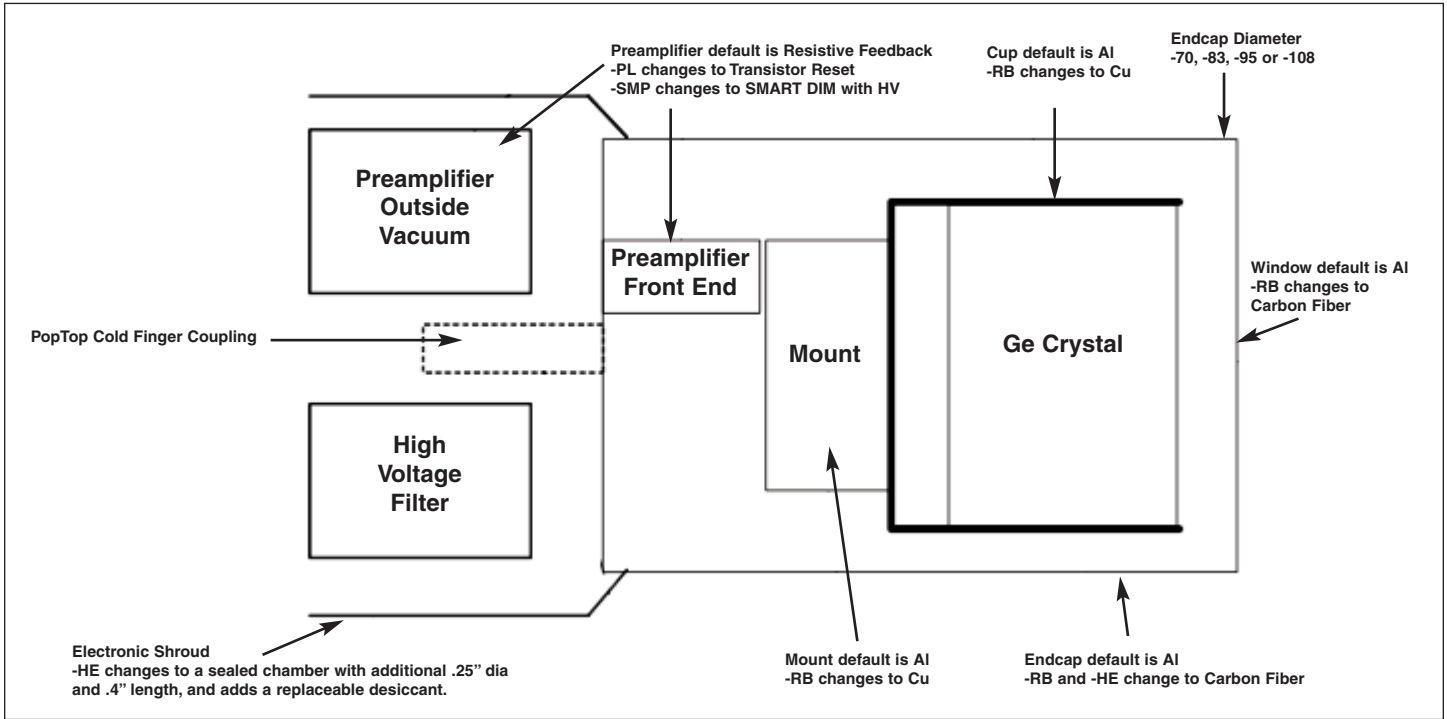 Preamplifier default is Resistive Feedback
-PL changes to Transistor Reset
-SMP changes to SMART DIM with HV
Cup default is Al
-RB changes to Cu
Endcap Diameter
-70, -83, -95 or -108
Preamplifier
Outside
Vacuum
Preamplifier
Front End
Window default is Al
-RB changes to
Carbon Fiber
PopTop Cold Finger Coupling
Mount
Ge Crystal
High
Voltage
Filter
Electronic Shroud
-HE changes to a sealed chamber with additional .25” dia
and .4” length, and adds a replaceable desiccant.
Mount default is Al
-RB changes to Cu
Endcap default is Al
-RB and -HE change to Carbon Fiber